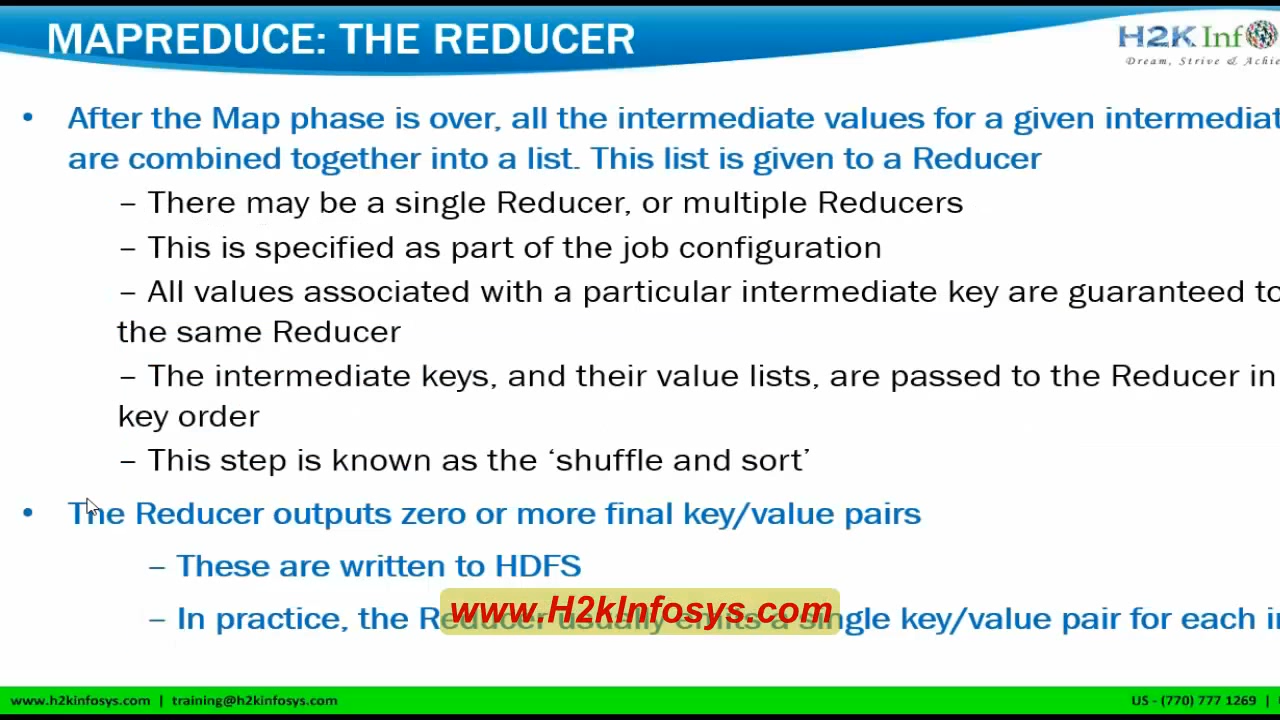 MAPREDUCE: THE REDUCER
H2K Inf
Dream, Strive & Achie
• After the Map phase is over, all the intermediate values for a given intermediat
are combined together into a list. This list is given to a Reducer
– There may be a single Reducer, or multiple Reducers
– This is specified as part of the job configuration
– All values associated with a particular intermediate key are guaranteed to
the same Reducer
– The intermediate keys, and their value lists, are passed to the Reducer in
key order
– This step is known as the ‘shuffle and sort’
• The Reducer outputs zero or more final key/value pairs
– These are written to HDFS
– In practice, the Reducer usually emits a single key/value pair for each in
www.H2kInfosys.com
www.h2kinfosys.com | training@h2kinfosys.com
US - (770) 777 1269 |